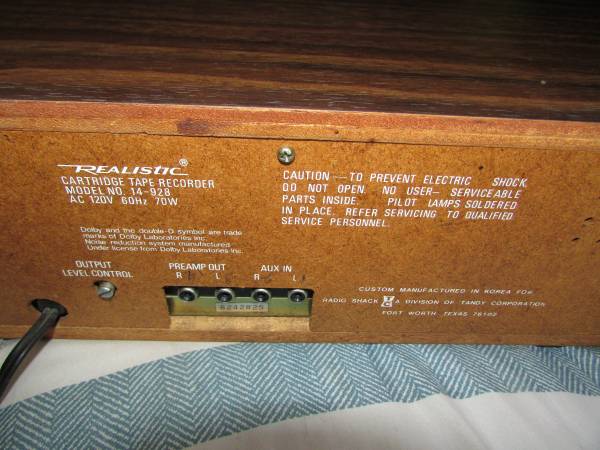 REALISTIC®
CARTRIDGE TAPE RECORDER
MODEL NO. 14-928
AC 120V 60Hz 70W
CAUTION — TO PREVENT ELECTRIC SHOCK
DO NOT OPEN. NO USER- SERVICEABLE
PARTS INSIDE PILOT LAMPS SOLDERED
IN PLACE. REFER SERVICING TO QUALIFIED
SERVICE PERSONNEL.
Dolby and the double-D symbol are trade
marks of Dolby Laboratories Inc.
Noise reduction system manufactured
Under license from Dolby Laboratories Inc.
OUTPUT
LEVEL CONTROL
PREAMP OUT
R L
AUX IN
R L
CUSTOM MANUFACTURED IN KOREA FOR
RADIO SHACK TC A DIVISION OF TANDY CORPORATION
FORT WORTH, TEXAS 76102